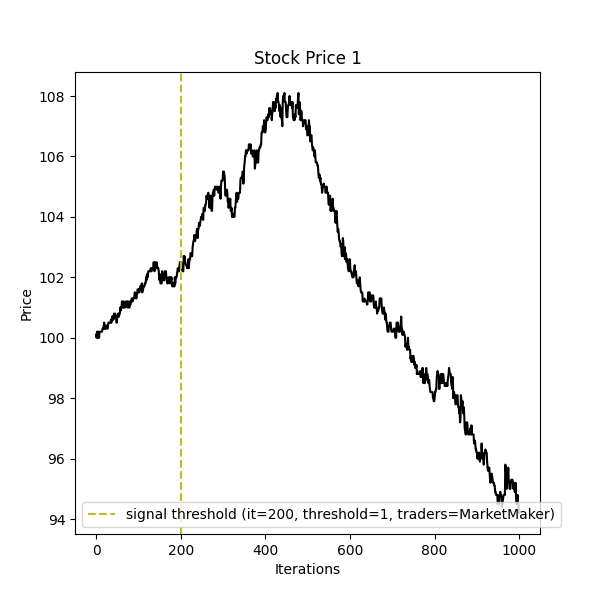 Stock Price 1
Price
108
106
104
102
100
98
96
94
signal threshold (it=200, threshold=1, traders=MarketMaker)
0 200 400 600 800 1000
Iterations